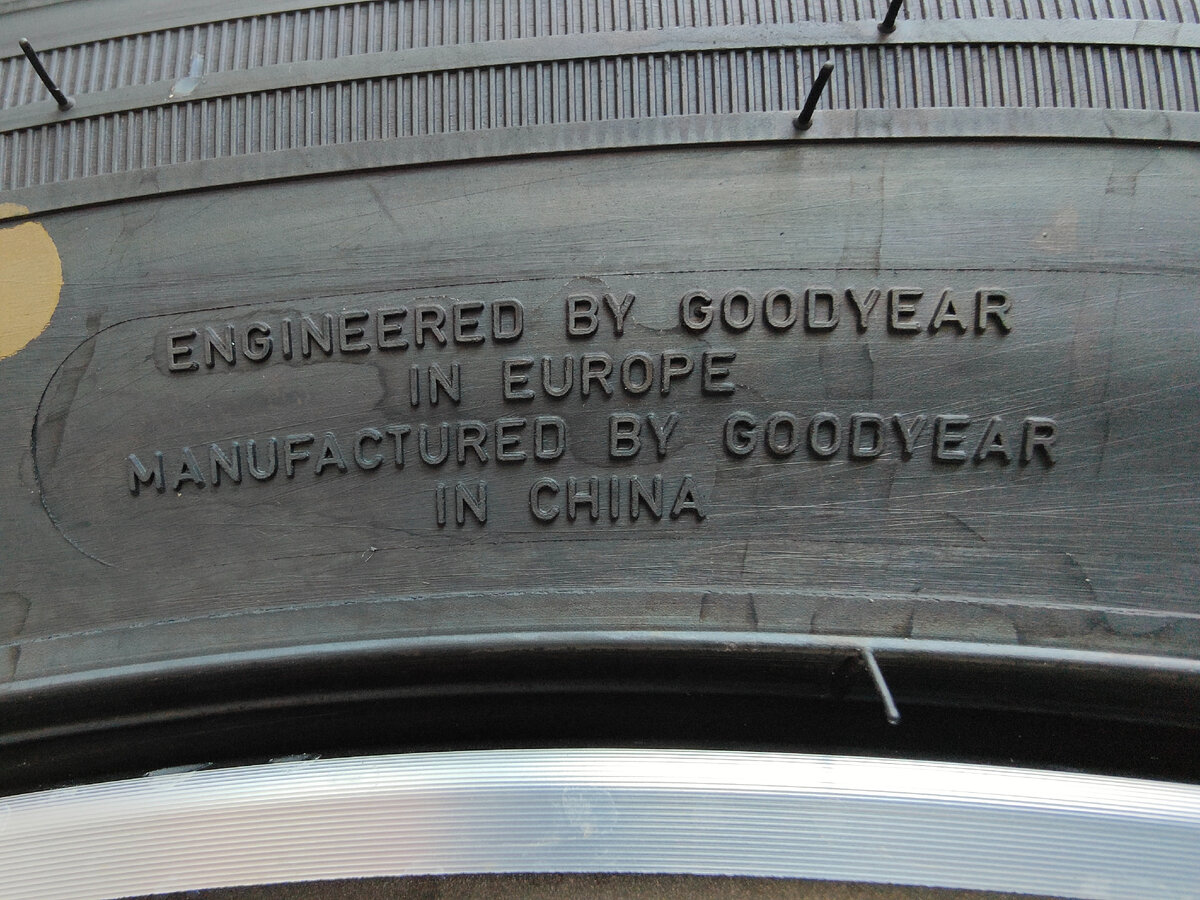 ENGINEERED BY GOODYEAR
IN EUROPE
MANUFACTURED BY GOODYEAR
IN CHINA